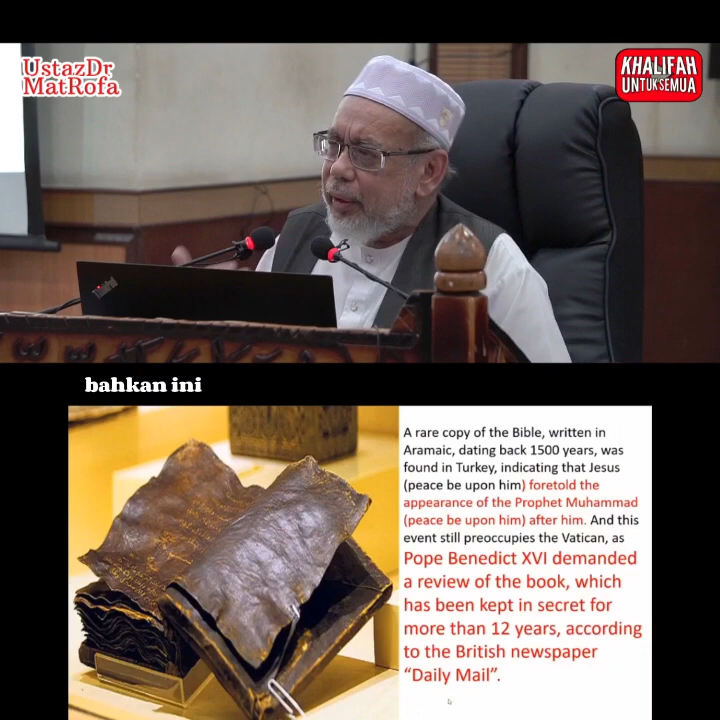 UstazDr
MatRofa
KHALIFAH
UNTUKSEMUA
bahkan ini
A rare copy of the Bible, written in
Aramaic, dating back 1500 years, was
found in Turkey, indicating that Jesus
(peace be upon him) foretold the
appearance of the Prophet Muhammad
(peace be upon him) after him. And this
event still preoccupies the Vatican, as
Pope Benedict XVI demanded
a review of the book, which
has been kept in secret for
more than 12 years, according
to the British newspaper
“Daily Mail”.